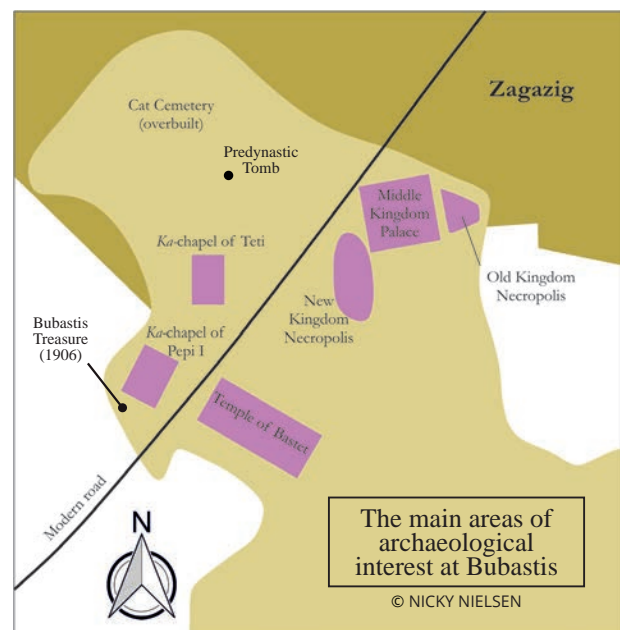 Zagazig
Cat Cemetery
(overbuilt)
Predynastic
Tomb
Middle
Kingdom
Palace
Ka-chapel of Teti
Old Kingdom
Necropolis
New
Kingdom
Necropolis
Bubastis
Treasure
(1906)
Ka-chapel of
Pepi I
Temple of Bastet
Modern road
N
The main areas of
archaeological
interest at Bubastis
© NICKY NIELSEN